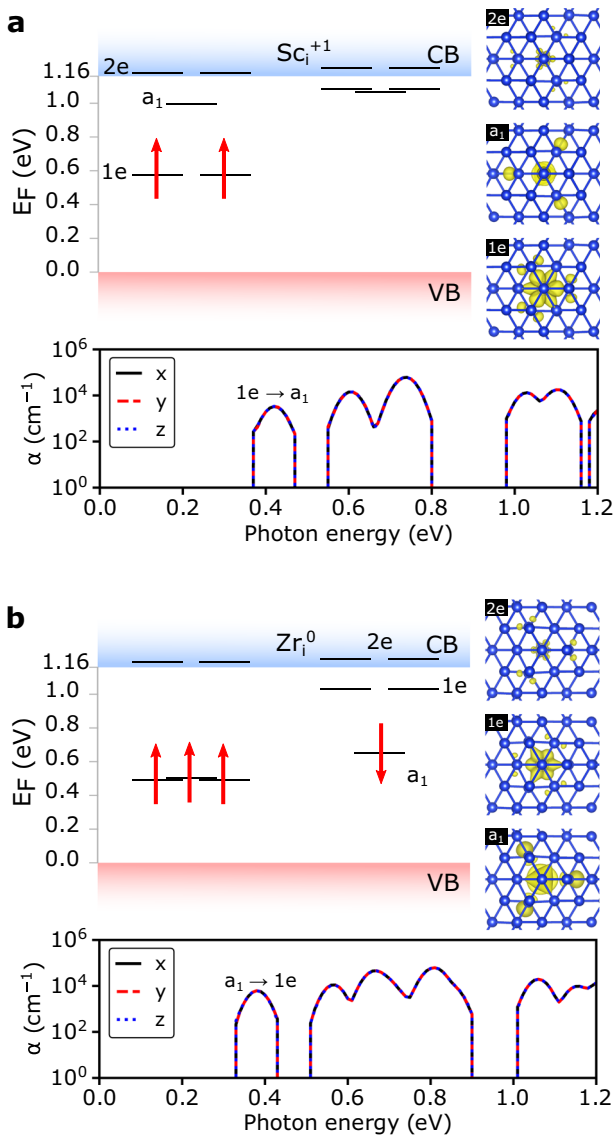 a
Sc_i^{+1}
CB
2e
1.16
a_1
1.0
0.8
1e
0.6
0.4
0.2
0.0
VB
E_F (eV)
2e
a_1
1e
10^6
10^4
10^2
10^0
α (cm^{-1})
x
y
z
1e → a_1
0.0 0.2 0.4 0.6 0.8 1.0 1.2
Photon energy (eV)
b
Zr_i^0
2e
CB
1.16
1.0
1e
0.8
a_1
0.6
0.4
0.2
0.0
VB
E_F (eV)
2e
1e
a_1
10^6
10^4
10^2
10^0
α (cm^{-1})
x
y
z
a_1 → 1e
0.0 0.2 0.4 0.6 0.8 1.0 1.2
Photon energy (eV)